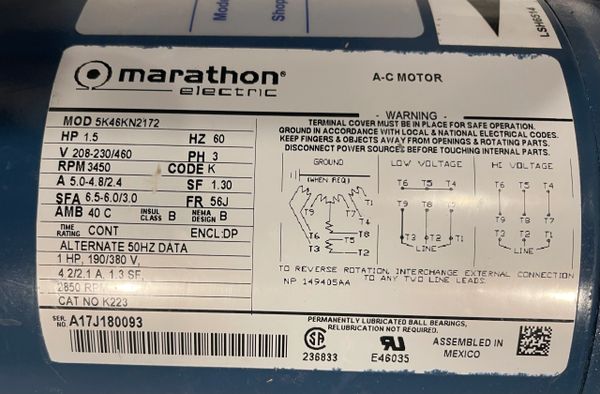 Model
Shop
LSH6514
marathon®
electric
A-C MOTOR
MOD 5K46KN2172
HP 1.5 HZ 60
V 208-230/460 PH 3
RPM 3450 CODE K
A 5.0-4.8/2.4 SF 1.30
SFA 6.5-6.0/3.0 FR 56J
AMB 40 C INSUL CLASS B NEMA DESIGN B
TIME RATING CONT ENCL:DP
ALTERNATE 50HZ DATA
1 HP, 190/380 V,
4.2/2.1 A, 1.3 SF,
2850 RPM
CAT NO K223
SER. NO. A17J180093
- WARNING -
TERMINAL COVER MUST BE IN PLACE FOR SAFE OPERATION.
GROUND IN ACCORDANCE WITH LOCAL & NATIONAL ELECTRICAL CODES.
KEEP FINGERS & OBJECTS AWAY FROM OPENINGS & ROTATING PARTS.
DISCONNECT POWER SOURCES BEFORE TOUCHING INTERNAL PARTS.
GROUND LOW VOLTAGE HI VOLTAGE
(WHEN REQ)
T9 T7
T8
T6 T5
T3 T2
T4 T1
T6 T5 T4
T9 T8 T7
T3 T2 T1
LINE
T6 T5 T4
T9 T8 T7
T3 T2 T1
LINE
TO REVERSE ROTATION, INTERCHANGE EXTERNAL CONNECTION
NP 149405AA TO ANY TWO LINE LEADS.
PERMANENTLY LUBRICATED BALL BEARINGS,
RELUBRICATION NOT REQUIRED.
SA
236833
E46035
ASSEMBLED IN
MEXICO